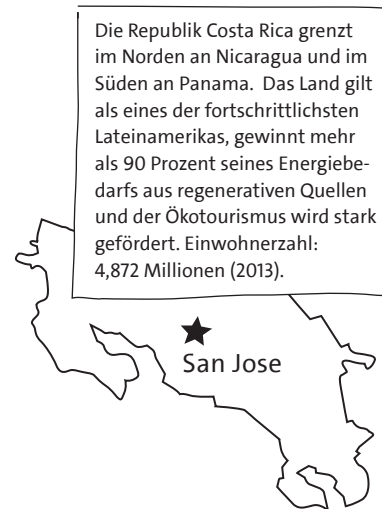 Die Republik Costa Rica grenzt
im Norden an Nicaragua und im
Süden an Panama.  Das Land gilt
als eines der fortschrittlichsten
Lateinamerikas, gewinnt mehr
als 90 Prozent seines Energiebe-
darfs aus regenerativen Quellen
und der Ökotourismus wird stark
gefördert. Einwohnerzahl:
4,872 Millionen (2013).
San Jose